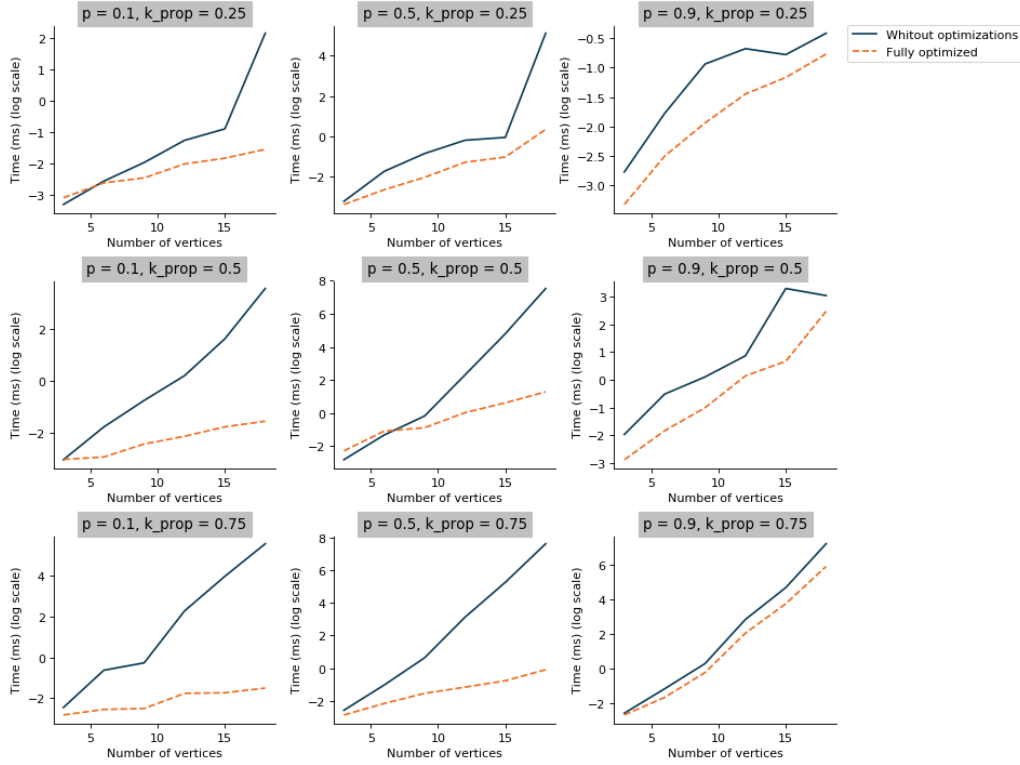 p = 0.1, k_prop = 0.25
p = 0.5, k_prop = 0.25
p = 0.9, k_prop = 0.25
Whitout optimizations
Fully optimized
Time (ms) (log scale)
2
1
0
−1
−2
−3
5
10
15
Number of vertices
Time (ms) (log scale)
4
2
0
−2
5
10
15
Number of vertices
Time (ms) (log scale)
−0.5
−1.0
−1.5
−2.0
−2.5
−3.0
5
10
15
Number of vertices
p = 0.1, k_prop = 0.5
p = 0.5, k_prop = 0.5
p = 0.9, k_prop = 0.5
Time (ms) (log scale)
2
0
−2
5
10
15
Number of vertices
Time (ms) (log scale)
8
6
4
2
0
−2
5
10
15
Number of vertices
Time (ms) (log scale)
3
2
1
0
−1
−2
−3
5
10
15
Number of vertices
p = 0.1, k_prop = 0.75
p = 0.5, k_prop = 0.75
p = 0.9, k_prop = 0.75
Time (ms) (log scale)
4
2
0
−2
5
10
15
Number of vertices
Time (ms) (log scale)
8
6
4
2
0
−2
5
10
15
Number of vertices
Time (ms) (log scale)
6
4
2
0
−2
5
10
15
Number of vertices